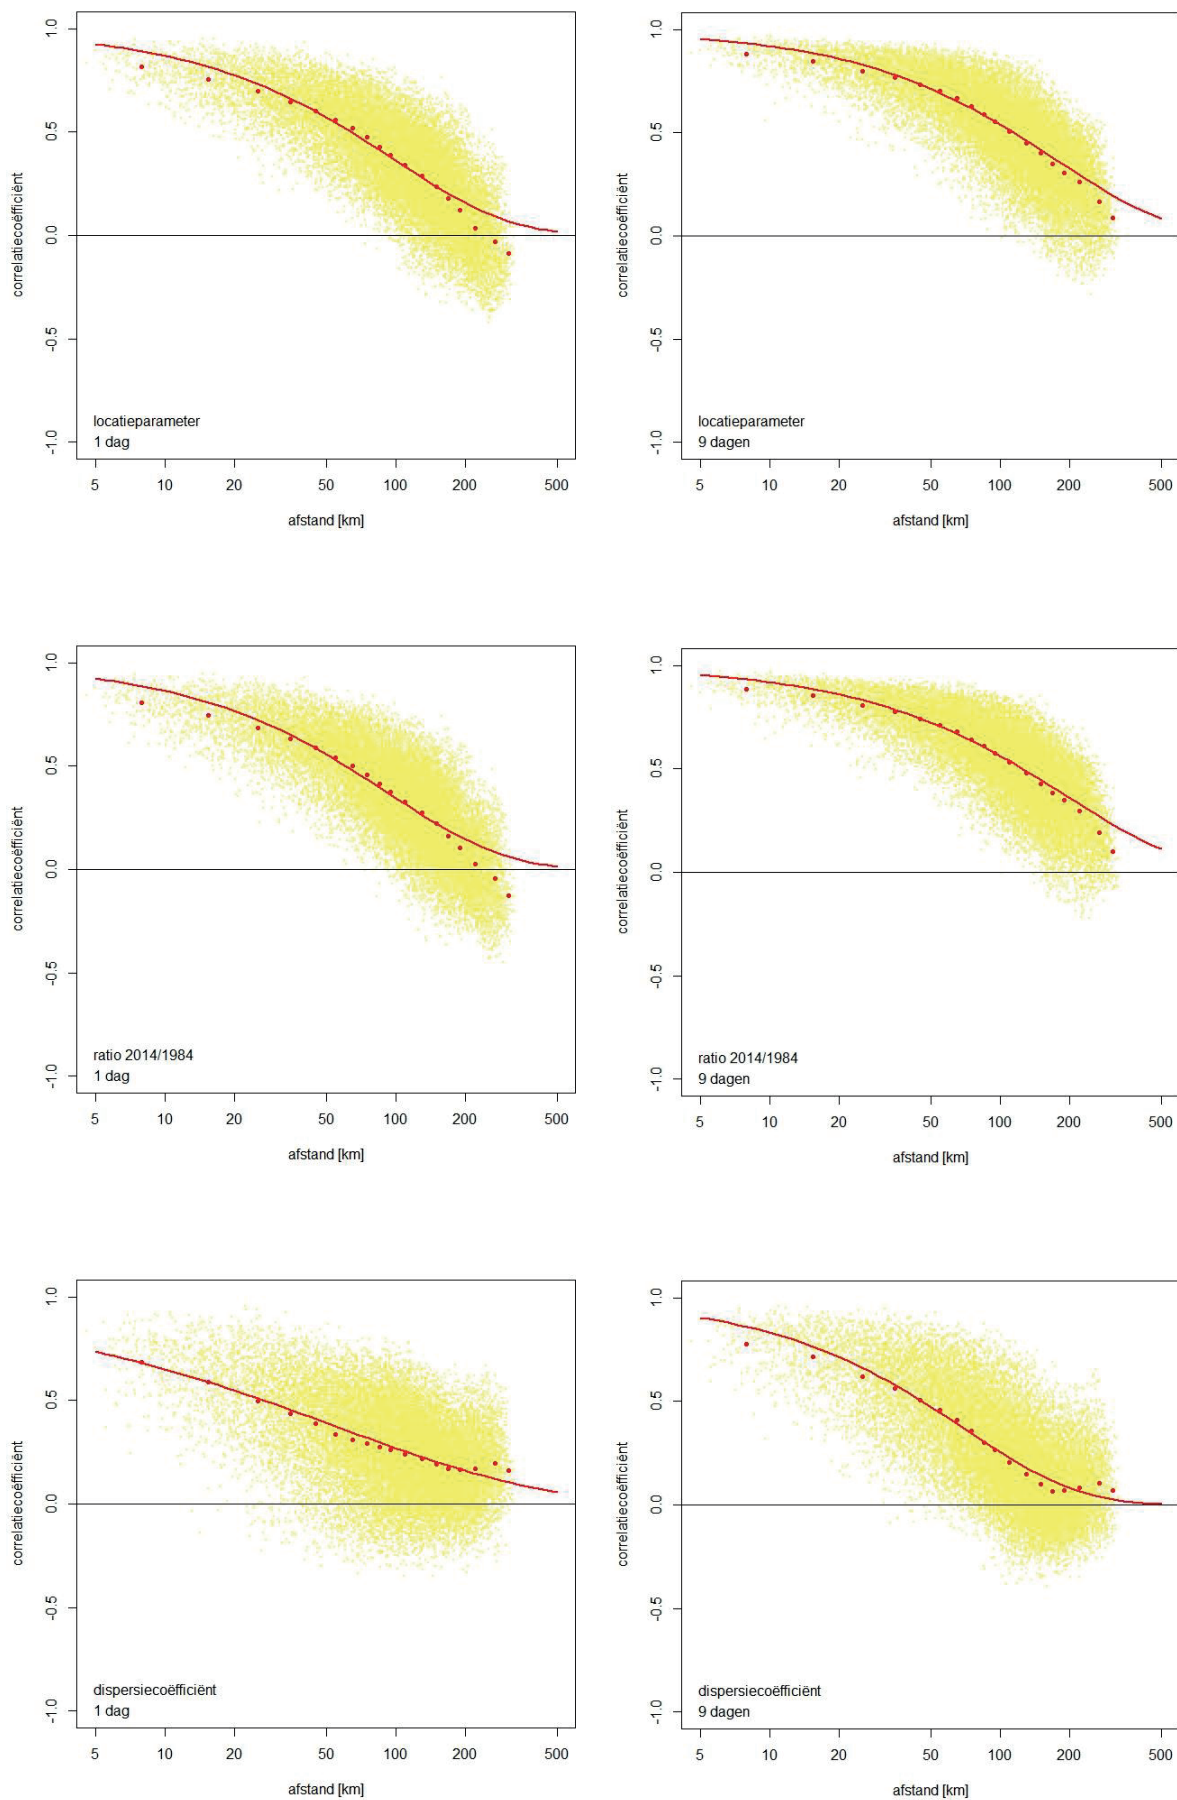 correlatiecoëfficiënt
1.0
0.5
0.0
-0.5
-1.0
locatieparameter
1 dag
5 10 20 50 100 200 500
afstand [km]
correlatiecoëfficiënt
1.0
0.5
0.0
-0.5
-1.0
locatieparameter
9 dagen
5 10 20 50 100 200 500
afstand [km]
correlatiecoëfficiënt
1.0
0.5
0.0
-0.5
-1.0
ratio 2014/1984
1 dag
5 10 20 50 100 200 500
afstand [km]
correlatiecoëfficiënt
1.0
0.5
0.0
-0.5
-1.0
ratio 2014/1984
9 dagen
5 10 20 50 100 200 500
afstand [km]
correlatiecoëfficiënt
1.0
0.5
0.0
-0.5
-1.0
dispersiecoëfficiënt
1 dag
5 10 20 50 100 200 500
afstand [km]
correlatiecoëfficiënt
1.0
0.5
0.0
-0.5
-1.0
dispersiecoëfficiënt
9 dagen
5 10 20 50 100 200 500
afstand [km]